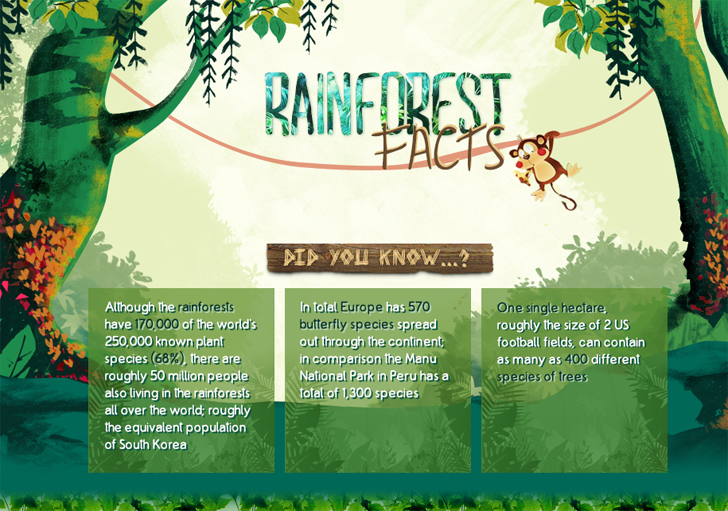 RAINFOREST
FACTS
DID YOU KNOW...?
Although the rainforests
have 170,000 of the world's
250,000 known plant
species (68%), there are
roughly 50 million people
also living in the rainforests
all over the world; roughly
the equivalent population
of South Korea
In total Europe has 570
butterfly species spread
out through the continent;
in comparison the Manu
National Park in Peru has a
total of 1,300 species
One single hectare,
roughly the size of 2 US
football fields, can contain
as many as 400 different
species of trees